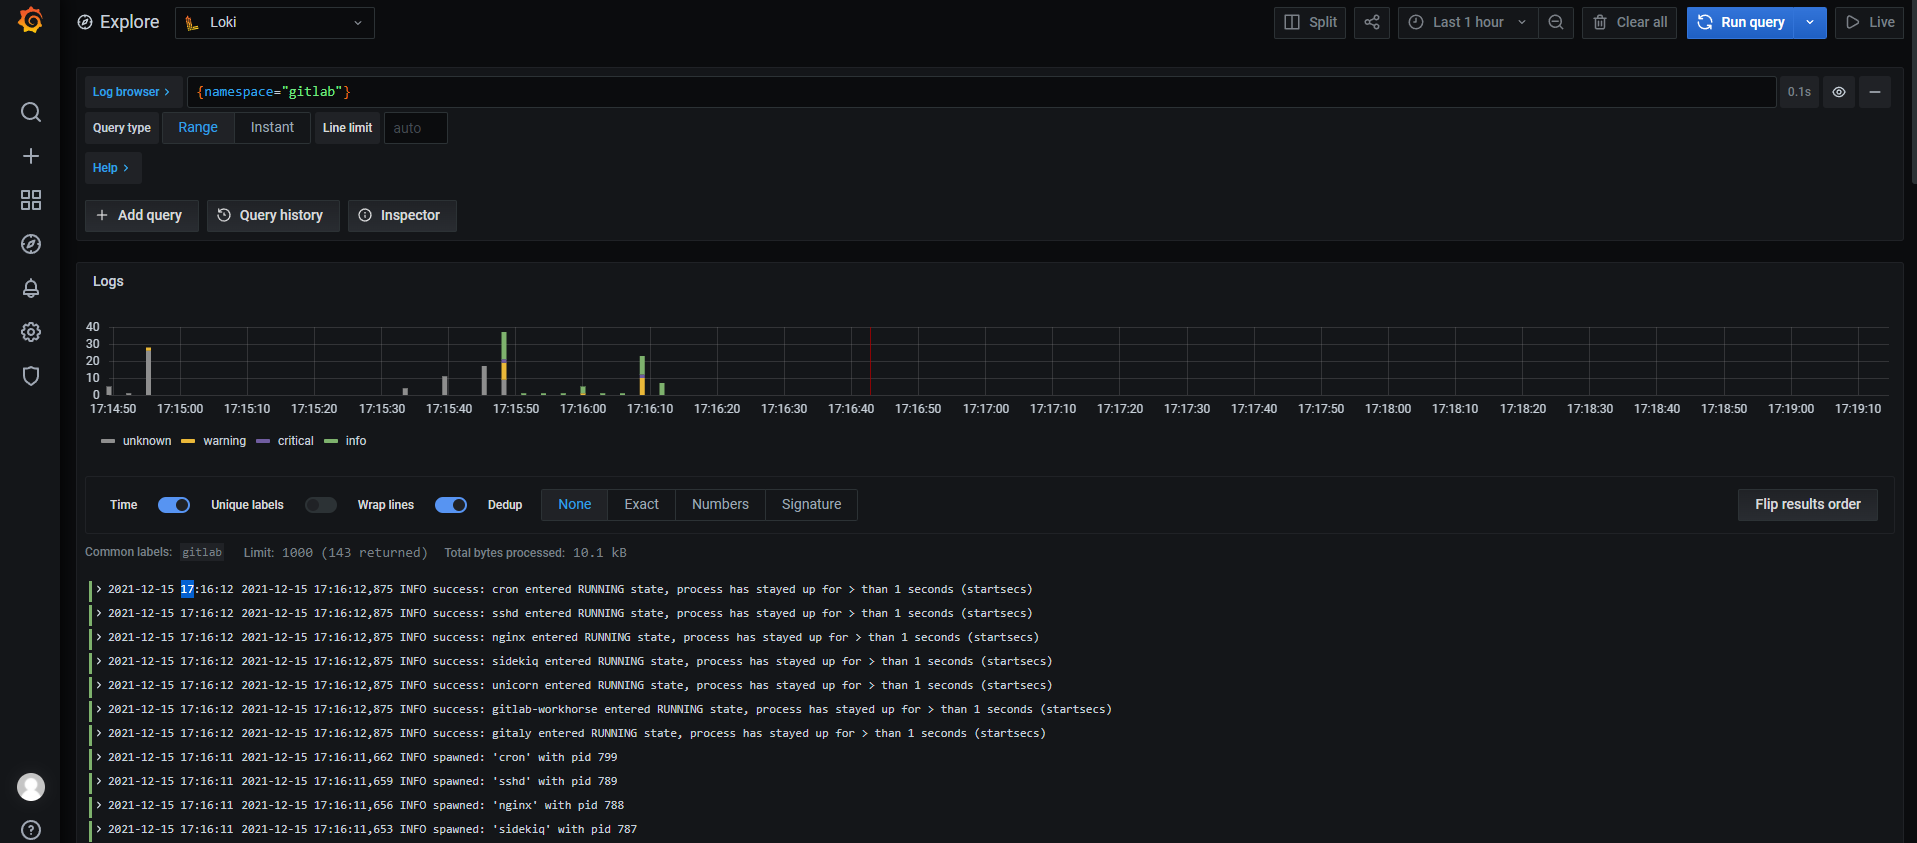 Explore Loki Split Last 1 hour Clear all Run query Live
Log browser > {namespace="gitlab"} 0.1s
Query type Range Instant Line limit auto
Help >
+ Add query Query history Inspector
Logs
40
30
20
10
0
17:14:50 17:15:00 17:15:10 17:15:20 17:15:30 17:15:40 17:15:50 17:16:00 17:16:10 17:16:20 17:16:30 17:16:40 17:16:50 17:17:00 17:17:10 17:17:20 17:17:30 17:17:40 17:17:50 17:18:00 17:18:10 17:18:20 17:18:30 17:18:40 17:18:50 17:19:00 17:19:10
unknown warning critical info
Time Unique labels Wrap lines Dedup None Exact Numbers Signature Flip results order
Common labels: gitlab Limit: 1000 (143 returned) Total bytes processed: 10.1 kB
> 2021-12-15 17:16:12 2021-12-15 17:16:12,875 INFO success: cron entered RUNNING state, process has stayed up for > than 1 seconds (startsecs)
> 2021-12-15 17:16:12 2021-12-15 17:16:12,875 INFO success: sshd entered RUNNING state, process has stayed up for > than 1 seconds (startsecs)
> 2021-12-15 17:16:12 2021-12-15 17:16:12,875 INFO success: nginx entered RUNNING state, process has stayed up for > than 1 seconds (startsecs)
> 2021-12-15 17:16:12 2021-12-15 17:16:12,875 INFO success: sidekiq entered RUNNING state, process has stayed up for > than 1 seconds (startsecs)
> 2021-12-15 17:16:12 2021-12-15 17:16:12,875 INFO success: unicorn entered RUNNING state, process has stayed up for > than 1 seconds (startsecs)
> 2021-12-15 17:16:12 2021-12-15 17:16:12,875 INFO success: gitlab-workhorse entered RUNNING state, process has stayed up for > than 1 seconds (startsecs)
> 2021-12-15 17:16:12 2021-12-15 17:16:12,875 INFO success: gitaly entered RUNNING state, process has stayed up for > than 1 seconds (startsecs)
> 2021-12-15 17:16:11 2021-12-15 17:16:11,662 INFO spawned: 'cron' with pid 799
> 2021-12-15 17:16:11 2021-12-15 17:16:11,659 INFO spawned: 'sshd' with pid 789
> 2021-12-15 17:16:11 2021-12-15 17:16:11,656 INFO spawned: 'nginx' with pid 788
> 2021-12-15 17:16:11 2021-12-15 17:16:11,653 INFO spawned: 'sidekiq' with pid 787